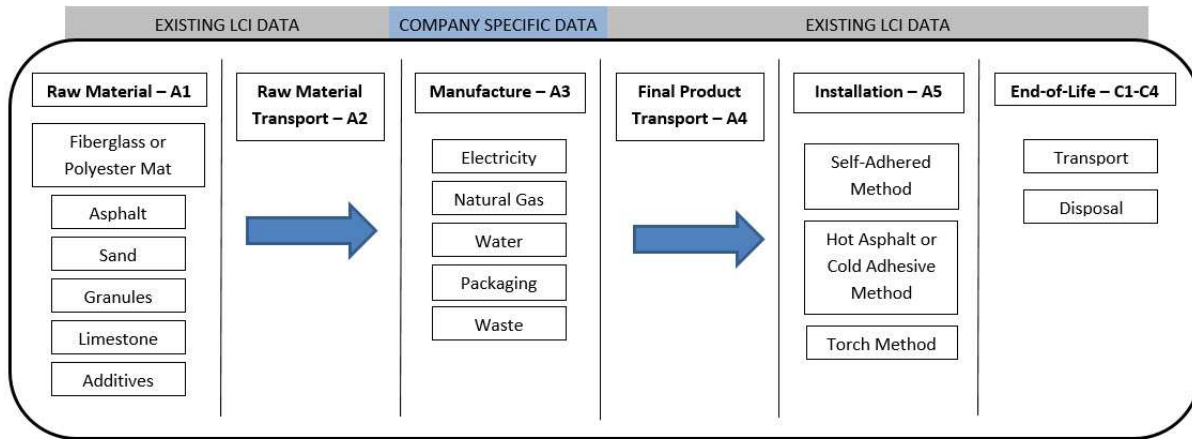 EXISTING LCI DATA
COMPANY SPECIFIC DATA
EXISTING LCI DATA
Raw Material – A1
Fiberglass or
Polyester Mat
Asphalt
Sand
Granules
Limestone
Additives
Raw Material
Transport – A2
Manufacture – A3
Electricity
Natural Gas
Water
Packaging
Waste
Final Product
Transport – A4
Installation – A5
Self-Adhered
Method
Hot Asphalt or
Cold Adhesive
Method
Torch Method
End-of-Life – C1-C4
Transport
Disposal